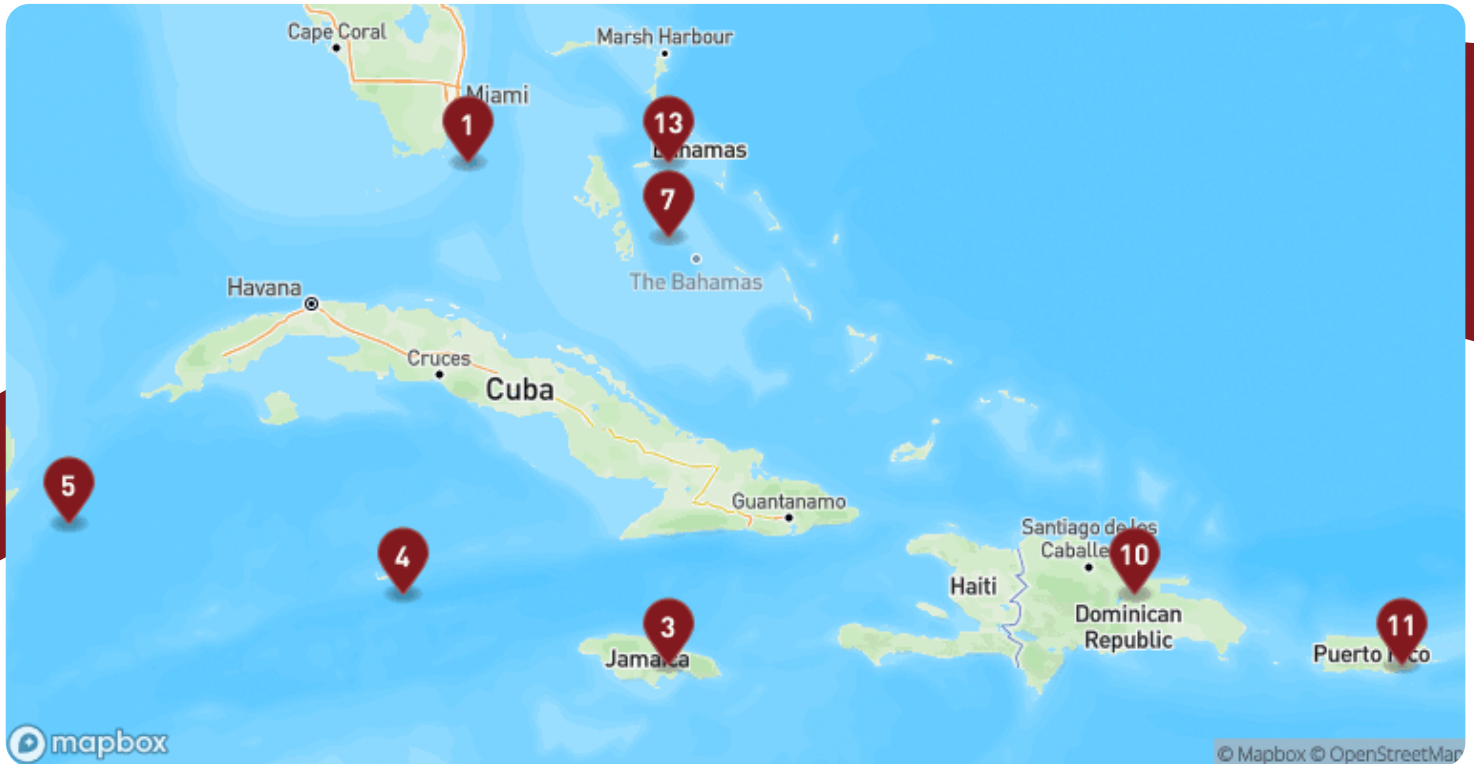 Cape Coral
Marsh Harbour
Miami
1
13
Bahamas
7
The Bahamas
Havana
Cruces
Cuba
5
Guantanamo
Santiago de los
Caballe
10
4
Haiti
Dominican
Republic
3
Jamaica
11
Puerto Rico
mapbox
© Mapbox © OpenStreetMap